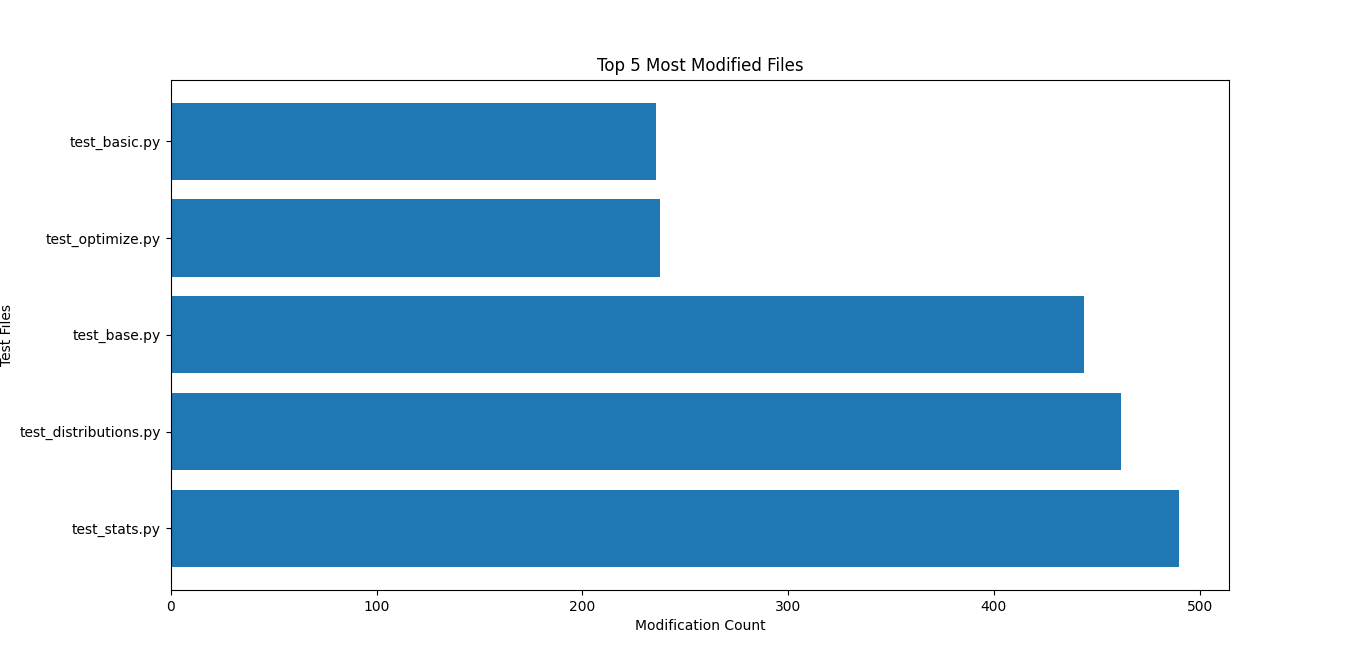 Top 5 Most Modified Files
test_basic.py
test_optimize.py
test_base.py
test_distributions.py
test_stats.py
Test Files
0 100 200 300 400 500
Modification Count